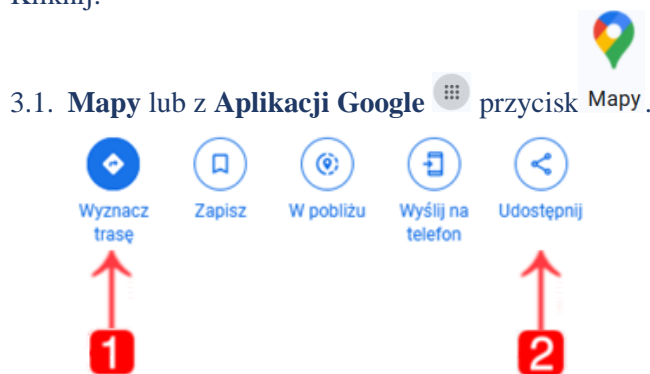 Kliknij:
3.1. Mapy lub z Aplikacji Google przycisk Mapy.
Wyznacz trasę
Zapisz
W pobliżu
Wyślij na telefon
Udostępnij
1
2